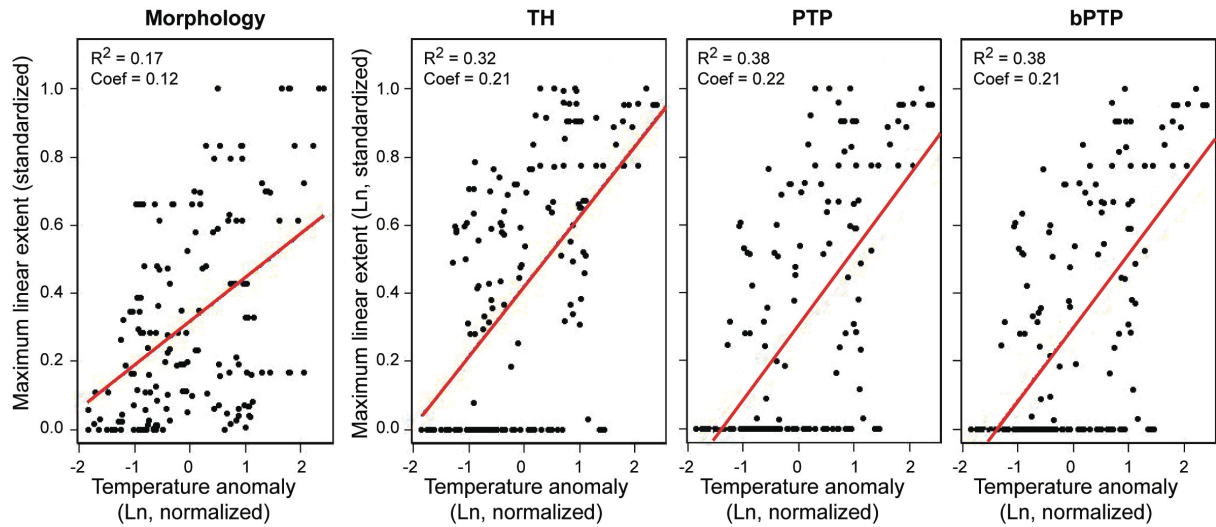 Morphology
TH
PTP
bPTP
R2 = 0.17
Coef = 0.12
R2 = 0.32
Coef = 0.21
R2 = 0.38
Coef = 0.22
R2 = 0.38
Coef = 0.21
Maximum linear extent (standardized)
1.0
0.8
0.6
0.4
0.2
0.0
Maximum linear extent (Ln, standardized)
1.0
0.8
0.6
0.4
0.2
0.0
-2 -1 0 1 2
-2 -1 0 1 2
-2 -1 0 1 2
-2 -1 0 1 2
Temperature anomaly
(Ln, normalized)
Temperature anomaly
(Ln, normalized)
Temperature anomaly
(Ln, normalized)
Temperature anomaly
(Ln, normalized)